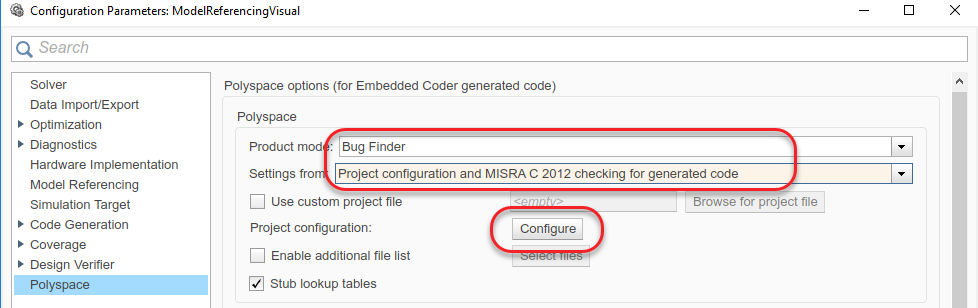 Configuration Parameters: ModelReferencingVisual
Search
Solver
Data Import/Export
Optimization
Diagnostics
Hardware Implementation
Model Referencing
Simulation Target
Code Generation
Coverage
Design Verifier
Polyspace
Polyspace options (for Embedded Coder generated code)
Polyspace
Product mode: Bug Finder
Settings from: Project configuration and MISRA C 2012 checking for generated code
Use custom project file <empty> Browse for project file
Project configuration: Configure
Enable additional file list Select files
Stub lookup tables